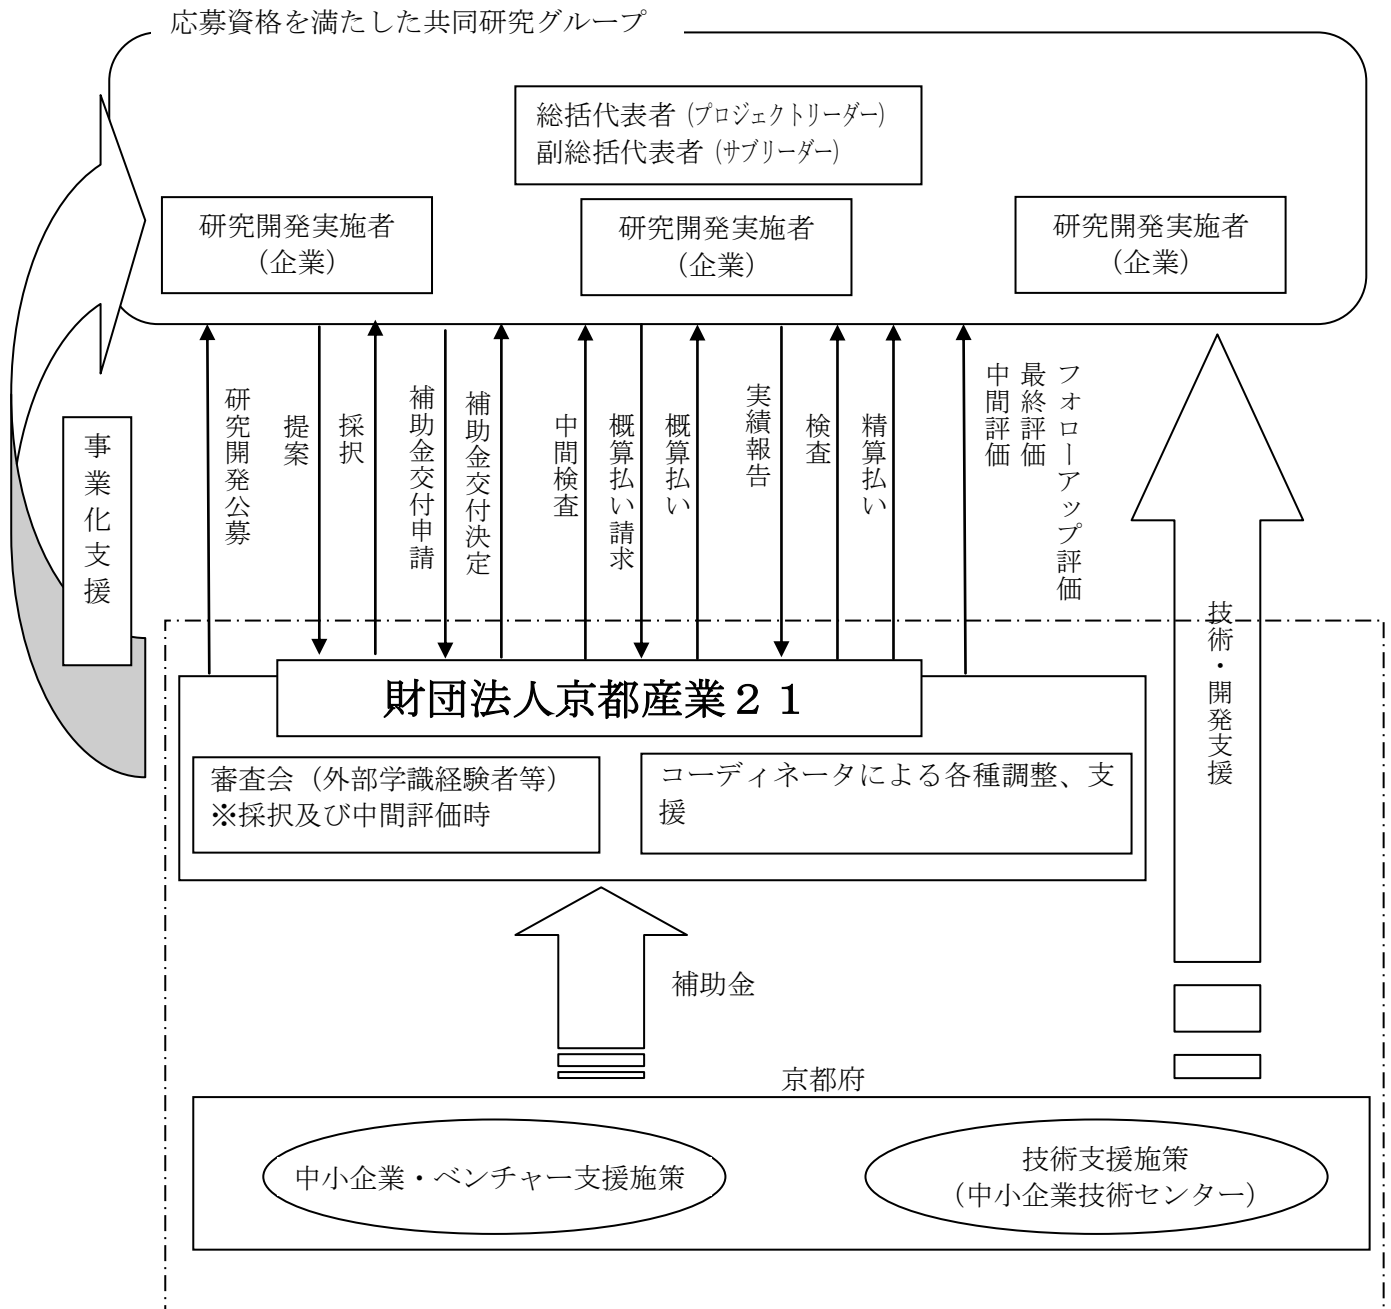 応募資格を満たした共同研究グループ
総括代表者（プロジェクトリーダー）
副総括代表者（サブリーダー）
研究開発実施者
（企業）
研究開発実施者
（企業）
研究開発実施者
（企業）
事業化支援
研究開発公募
提案
採択
補助金交付申請
補助金交付決定
中間検査
概算払い請求
概算払い
実績報告
検査
精算払い
中間評価
最終評価
フォローアップ評価
技術・開発支援
財団法人京都産業２１
審査会（外部学識経験者等）
※採択及び中間評価時
コーディネータによる各種調整、支
援
補助金
京都府
中小企業・ベンチャー支援施策
技術支援施策
（中小企業技術センター）